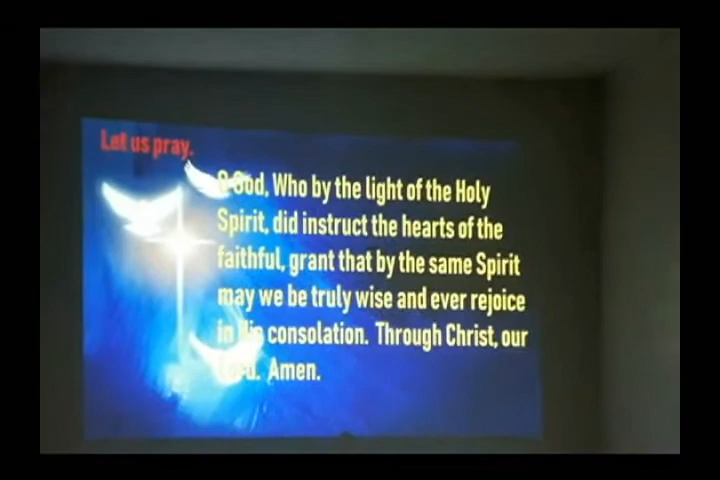 Let us pray.
O God, Who by the light of the Holy
Spirit, did instruct the hearts of the
faithful, grant that by the same Spirit
may we be truly wise and ever rejoice
in His consolation. Through Christ, our
Lord. Amen.